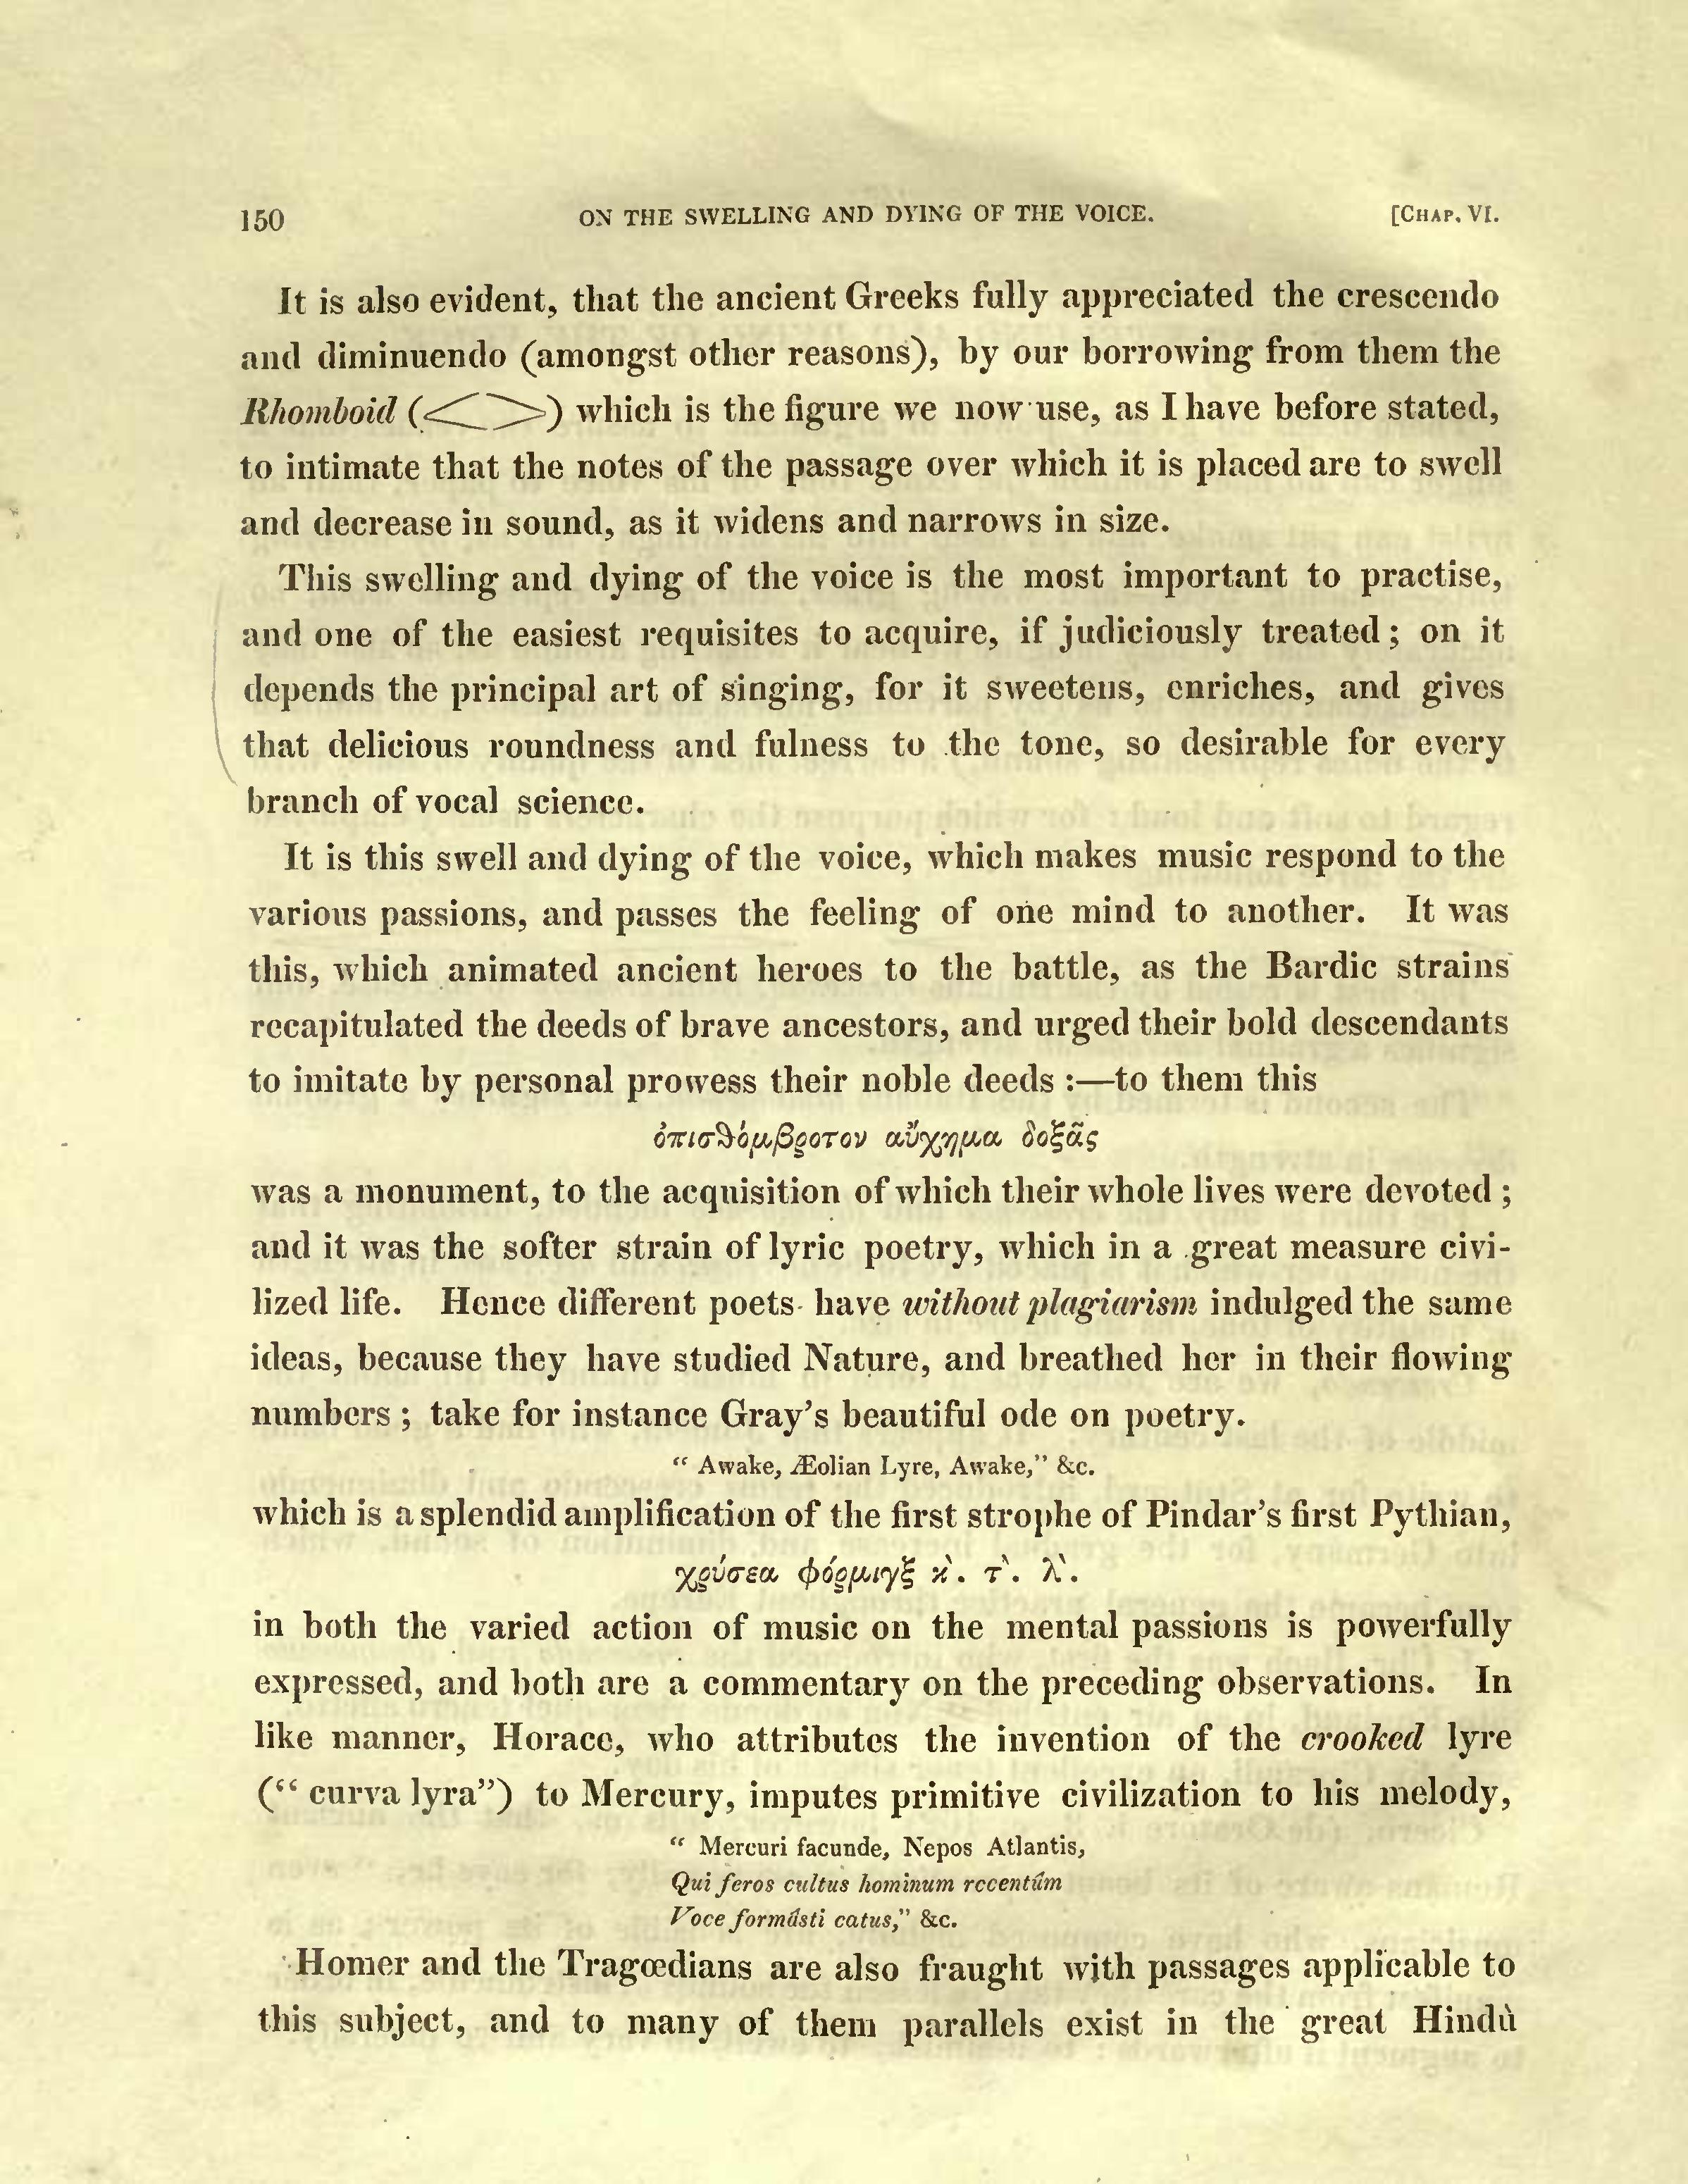 150 ON THE SWELLING AND DYING OF THE VOICE. [CHAP. VI.
It is also evident, that the ancient Greeks fully appreciated the crescendo
and diminuendo (amongst other reasons), by our borrowing from them the
Rhomboid (<>) which is the figure we now use, as I have before stated,
to intimate that the notes of the passage over which it is placed are to swell
and decrease in sound, as it widens and narrows in size.
This swelling and dying of the voice is the most important to practise,
and one of the easiest requisites to acquire, if judiciously treated; on it
depends the principal art of singing, for it sweetens, enriches, and gives
that delicious roundness and fulness to the tone, so desirable for every
branch of vocal science.
It is this swell and dying of the voice, which makes music respond to the
various passions, and passes the feeling of one mind to another. It was
this, which animated ancient heroes to the battle, as the Bardic strains
recapitulated the deeds of brave ancestors, and urged their bold descendants
to imitate by personal prowess their noble deeds :—to them this
ὀπισθόμβροτον αὔχημα δοξᾶς
was a monument, to the acquisition of which their whole lives were devoted ;
and it was the softer strain of lyric poetry, which in a great measure civi-
lized life. Hence different poets have without plagiarism indulged the same
ideas, because they have studied Nature, and breathed her in their flowing
numbers ; take for instance Gray's beautiful ode on poetry.
“ Awake, Æolian Lyre, Awake,” &c.
which is a splendid amplification of the first strophe of Pindar's first Pythian,
χρύσεα φόρμιγξ κ̀. τ̀. λ̀.
in both the varied action of music on the mental passions is powerfully
expressed, and both are a commentary on the preceding observations. In
like manner, Horace, who attributes the invention of the crooked lyre
(“ curva lyra”) to Mercury, imputes primitive civilization to his melody,
“ Mercuri facunde, Nepos Atlantis,
Qui feros cultus hominum recentûm
Voce formâsti catus,” &c.
Homer and the Tragœdians are also fraught with passages applicable to
this subject, and to many of them parallels exist in the great Hindù